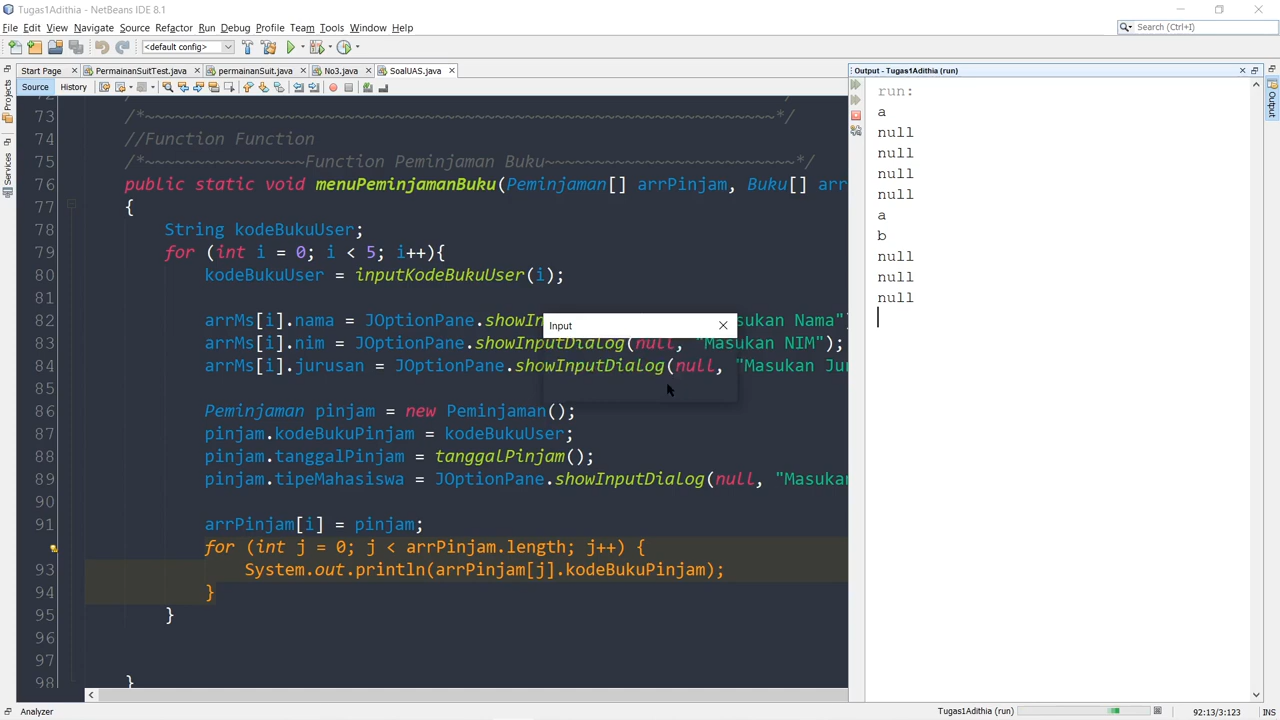 Tugas1Adithia - NetBeans IDE 8.1
File Edit View Navigate Source Refactor Run Debug Profile Team Tools Window Help
Search (Ctrl+I)
<default config>
Start Page PermainanSuitTest.java permainanSuit.java No3.java SoalUAS.java
Source History
Projects
Services
73 /*~~~~~~~~~~~~~~~~~~~~~~~~~~~~~~~~~~~~~~~~~~~~~~~~~~~~~~~~~~~~~~~*/
74 //Function Function
75 /*~~~~~~~~~~~~~~~~Function Peminjaman Buku~~~~~~~~~~~~~~~~~~~~~~~~~*/
76 public static void menuPeminjamanBuku(Peminjaman[] arrPinjam, Buku[] arr
77 {
78 String kodeBukuUser;
79 for (int i = 0; i < 5; i++){
80 kodeBukuUser = inputKodeBukuUser(i);
81
82 arrMs[i].nama = JOptionPane.showIn sukan Nama"
83 arrMs[i].nim = JOptionPane.showInputDialog(null, "Masukan NIM");
84 arrMs[i].jurusan = JOptionPane.showInputDialog(null, "Masukan Jur
86 Peminjaman pinjam = new Peminjaman();
87 pinjam.kodeBukuPinjam = kodeBukuUser;
88 pinjam.tanggalPinjam = tanggalPinjam();
89 pinjam.tipeMahasiswa = JOptionPane.showInputDialog(null, "Masukan
90
91 arrPinjam[i] = pinjam;
for (int j = 0; j < arrPinjam.length; j++) {
93 System.out.println(arrPinjam[j].kodeBukuPinjam);
94 }
95 }
96
97
98 }
Input
Output - Tugas1Adithia (run)
run:
a
null
null
null
null
a
b
null
null
null
Output
Analyzer
Tugas1Adithia (run)
92:13/3:123
INS